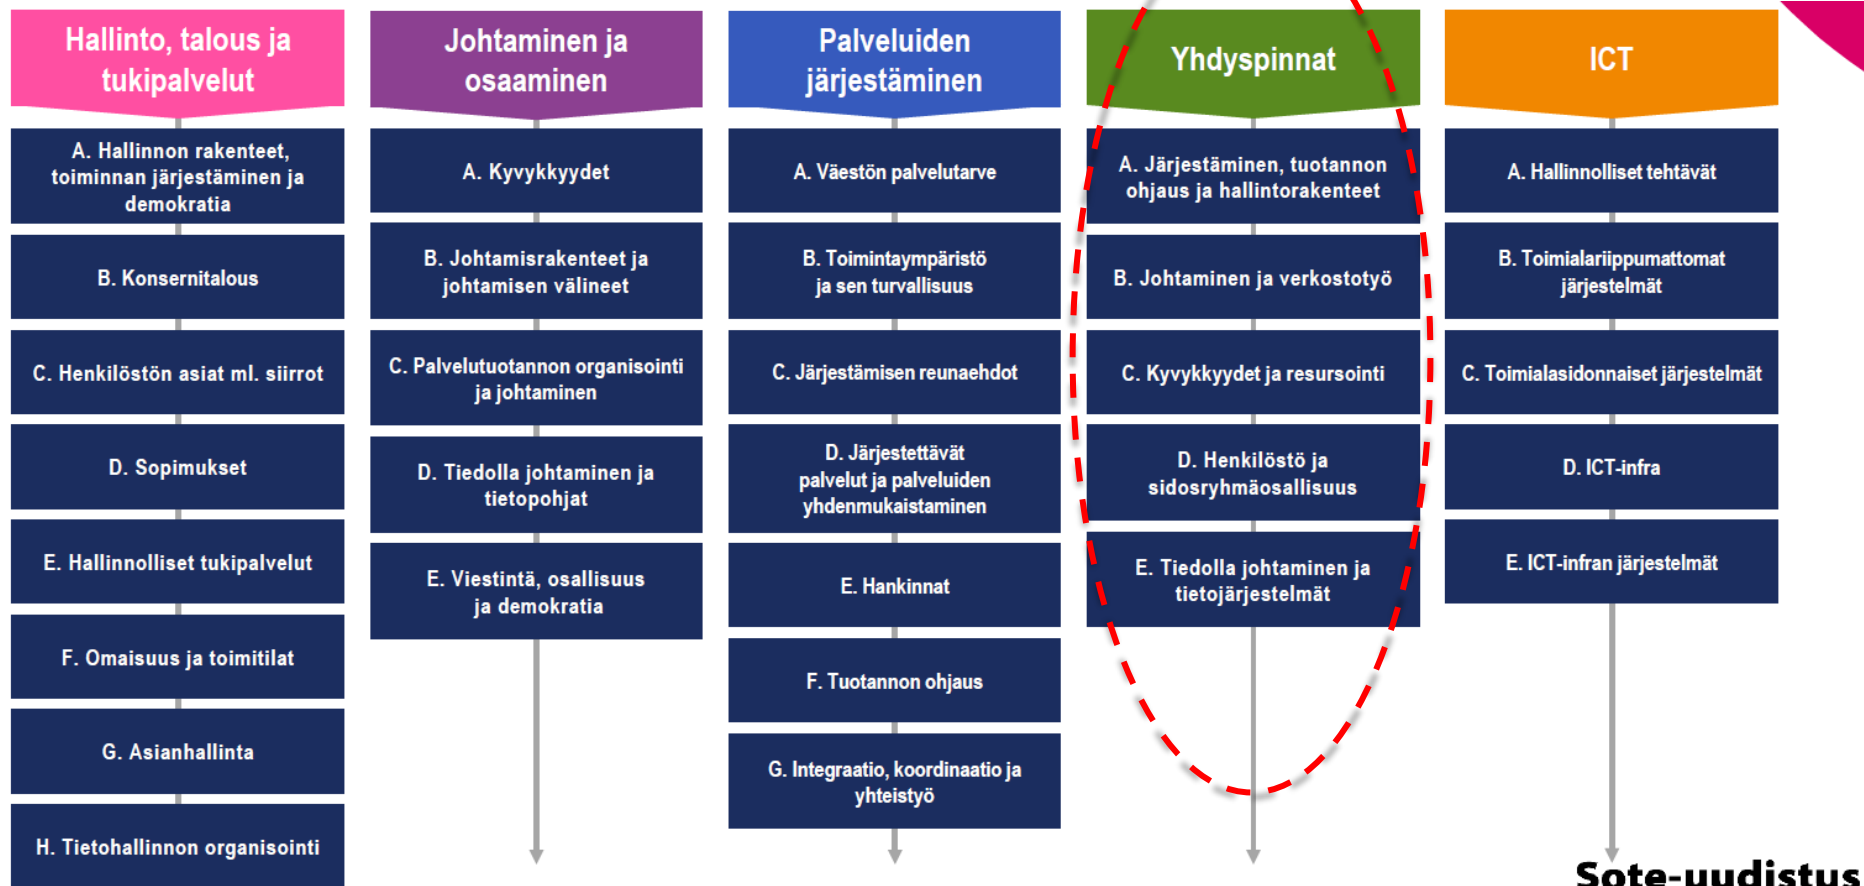 Hallinto, talous ja
tukipalvelut
A. Hallinnon rakenteet,
toiminnan järjestäminen ja
demokratia
B. Konsernitalous
C. Henkilöstön asiat ml. siirrot
D. Sopimukset
E. Hallinnolliset tukipalvelut
F. Omaisuus ja toimitilat
G. Asianhallinta
H. Tietohallinnon organisointi
Johtaminen ja
osaaminen
A. Kyvykkyydet
B. Johtamisrakenteet ja
johtamisen välineet
C. Palvelutuotannon organisointi
ja johtaminen
D. Tiedolla johtaminen ja
tietopohjat
E. Viestintä, osallisuus
ja demokratia
Palveluiden
järjestäminen
A. Väestön palvelutarve
B. Toimintaympäristö
ja sen turvallisuus
C. Järjestämisen reunaehdot
D. Järjestettävät
palvelut ja palveluiden
yhdenmukaistaminen
E. Hankinnat
F. Tuotannon ohjaus
G. Integraatio, koordinaatio ja
yhteistyö
Yhdyspinnat
A. Järjestäminen, tuotannon
ohjaus ja hallintorakenteet
B. Johtaminen ja verkostotyö
C. Kyvykkyydet ja resursointi
D. Henkilöstö ja
sidosryhmäosallisuus
E. Tiedolla johtaminen ja
tietojärjestelmät
ICT
A. Hallinnolliset tehtävät
B. Toimialariippumattomat
järjestelmät
C. Toimialasidonnaiset järjestelmät
D. ICT-infra
E. ICT-infran järjestelmät
Sote-uudistus